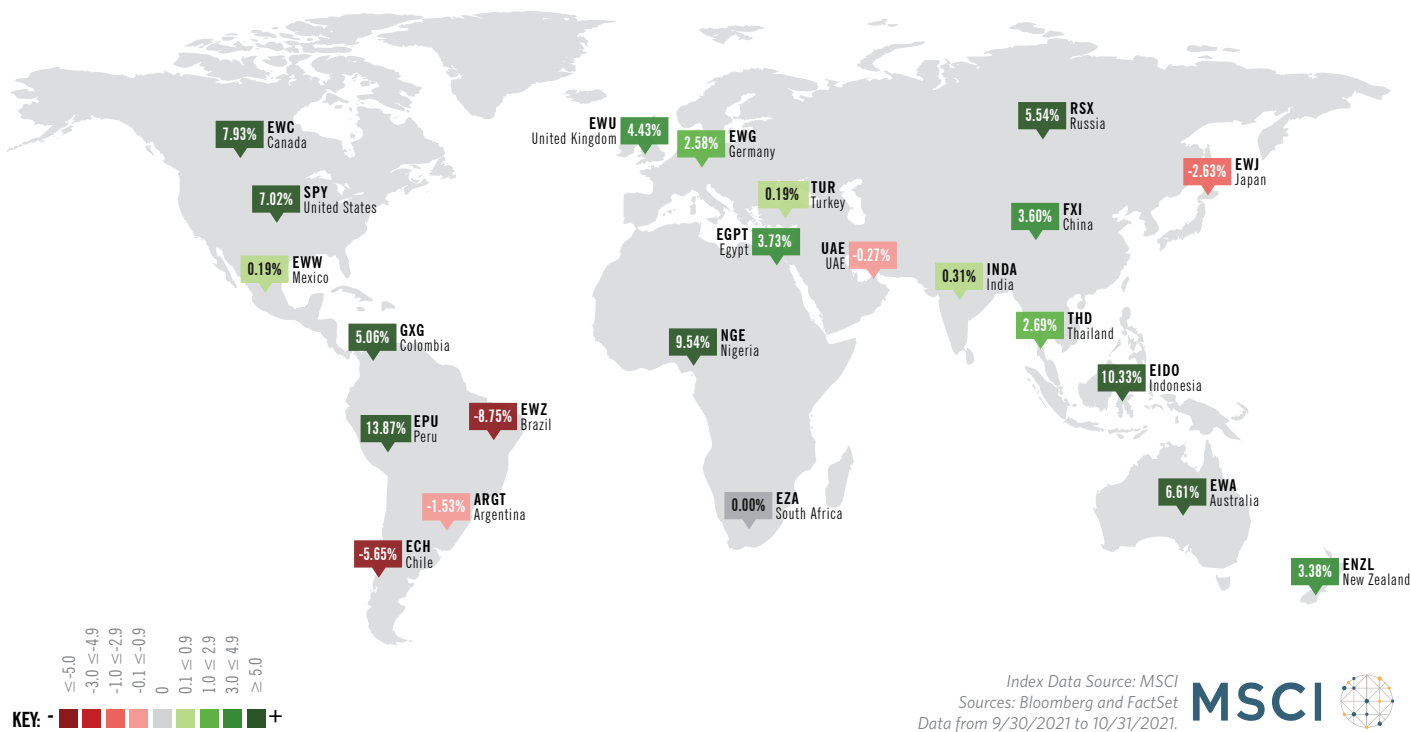 7.93%
EWC
Canada
7.02%
SPY
United States
0.19%
EWW
Mexico
5.06%
GXG
Colombia
13.87%
EPU
Peru
-8.75%
EWZ
Brazil
-1.53%
ARGT
Argentina
-5.65%
ECH
Chile
EWU
United Kingdom
4.43%
2.58%
EWG
Germany
0.19%
TUR
Turkey
EGPT
Egypt
3.73%
UAE
UAE
-0.27%
9.54%
NGE
Nigeria
0.00%
EZA
South Africa
5.54%
RSX
Russia
-2.63%
EWJ
Japan
3.60%
FXI
China
0.31%
INDA
India
2.69%
THD
Thailand
10.33%
EIDO
Indonesia
6.61%
EWA
Australia
3.38%
ENZL
New Zealand
≤ -5.0
-3.0 ≤ -4.9
-1.0 ≤ -2.9
-0.1 ≤ -0.9
0
0.1 ≤ 0.9
1.0 ≤ 2.9
3.0 ≤ 4.9
≥ 5.0
KEY: - +
Index Data Source: MSCI
Sources: Bloomberg and FactSet
Data from 9/30/2021 to 10/31/2021.
MSCI